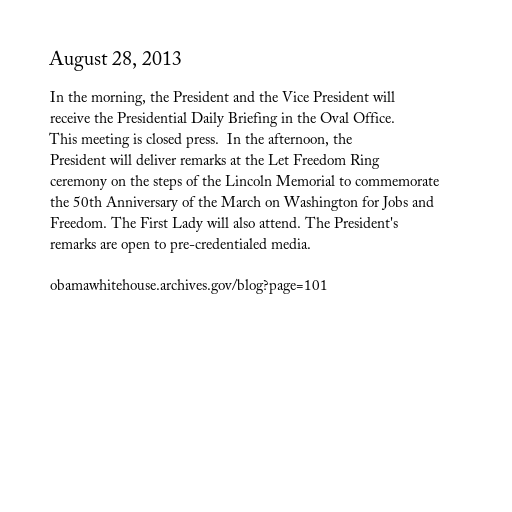 August 28, 2013
In the morning, the President and the Vice President will
receive the Presidential Daily Briefing in the Oval Office.
This meeting is closed press.  In the afternoon, the
President will deliver remarks at the Let Freedom Ring
ceremony on the steps of the Lincoln Memorial to commemorate
the 50th Anniversary of the March on Washington for Jobs and
Freedom. The First Lady will also attend. The President's
remarks are open to pre-credentialed media.
obamawhitehouse.archives.gov/blog?page=101